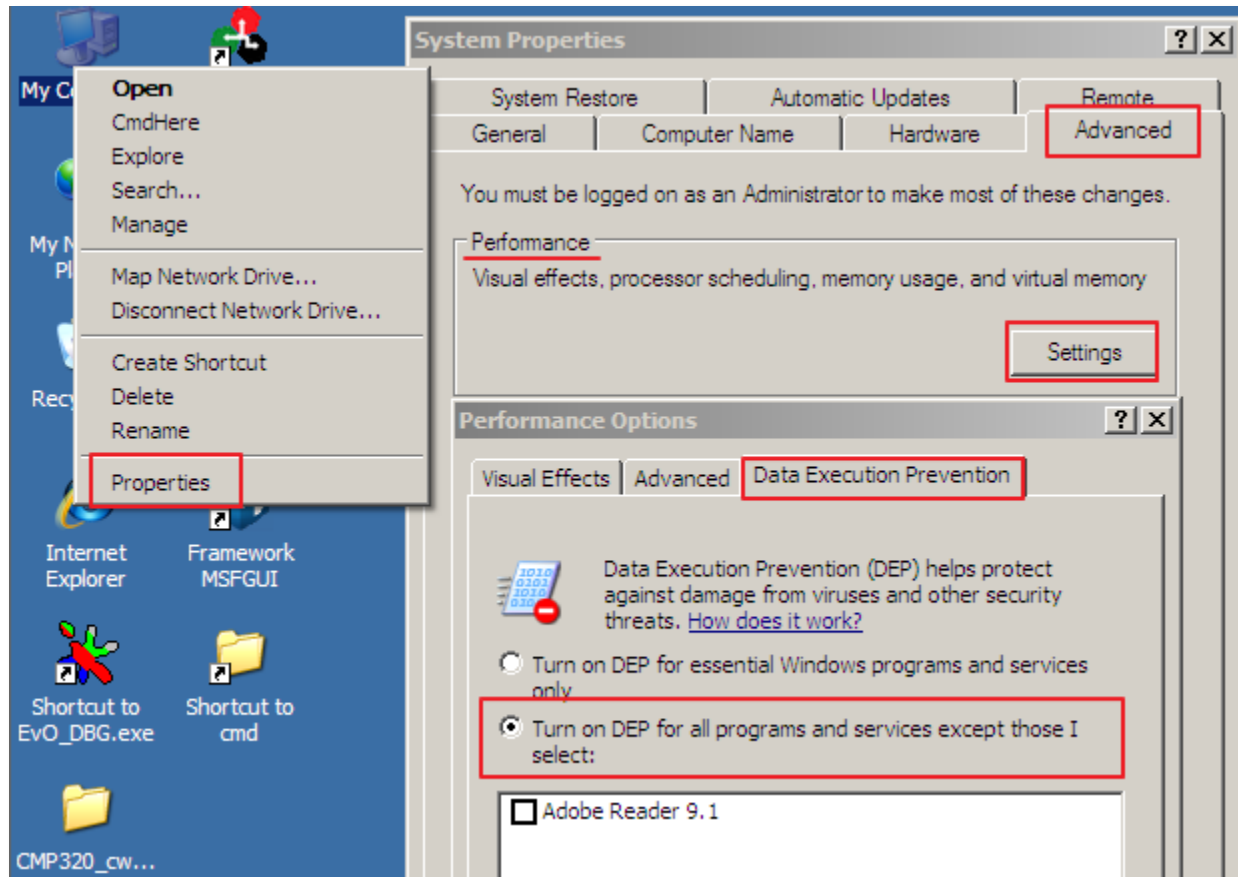 My C
Open
CmdHere
Explore
Search...
Manage
Map Network Drive...
Disconnect Network Drive...
Create Shortcut
Delete
Rename
Properties
My N
Pl
Recy
Internet
Explorer
Framework
MSFGUI
Shortcut to
EvO_DBG.exe
Shortcut to
cmd
CMP320_cw...
System Properties
System Restore
Automatic Updates
Remote
General
Computer Name
Hardware
Advanced
You must be logged on as an Administrator to make most of these changes.
Performance
Visual effects, processor scheduling, memory usage, and virtual memory
Settings
Performance Options
Visual Effects
Advanced
Data Execution Prevention
Data Execution Prevention (DEP) helps protect
against damage from viruses and other security
threats. How does it work?
Turn on DEP for essential Windows programs and services
only
Turn on DEP for all programs and services except those I
select:
Adobe Reader 9.1